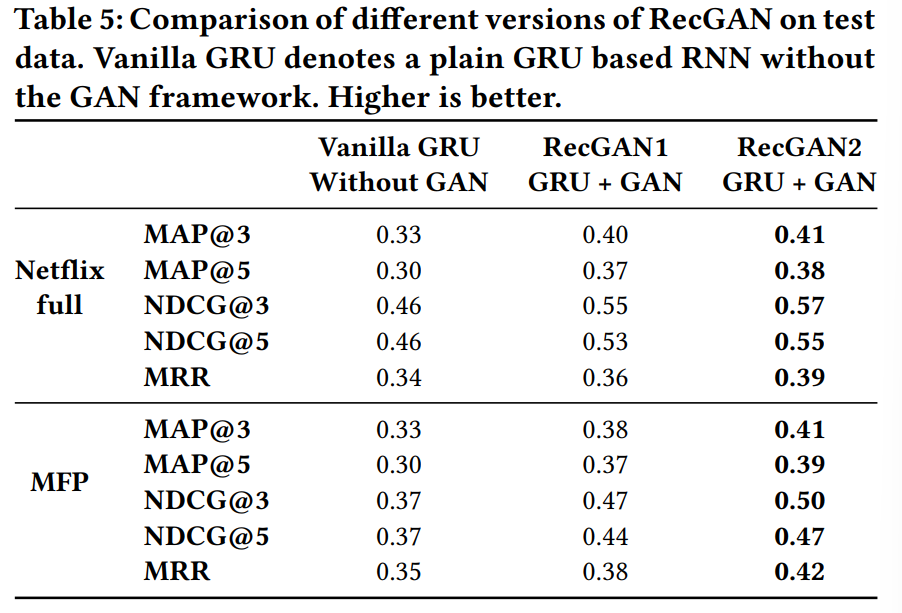 Table 5: Comparison of different versions of RecGAN on test
data. Vanilla GRU denotes a plain GRU based RNN without
the GAN framework. Higher is better.
Vanilla GRU RecGAN1 RecGAN2
Without GAN GRU + GAN GRU + GAN
MAP@3 0.33 0.40 0.41
Netflix MAP@5 0.30 0.37 0.38
full NDCG@3 0.46 0.55 0.57
NDCG@5 0.46 0.53 0.55
MRR 0.34 0.36 0.39
MAP@3 0.33 0.38 0.41
MAP@5 0.30 0.37 0.39
MFP
NDCG@3 0.37 0.47 0.50
NDCG@5 0.37 0.44 0.47
MRR 0.35 0.38 0.42